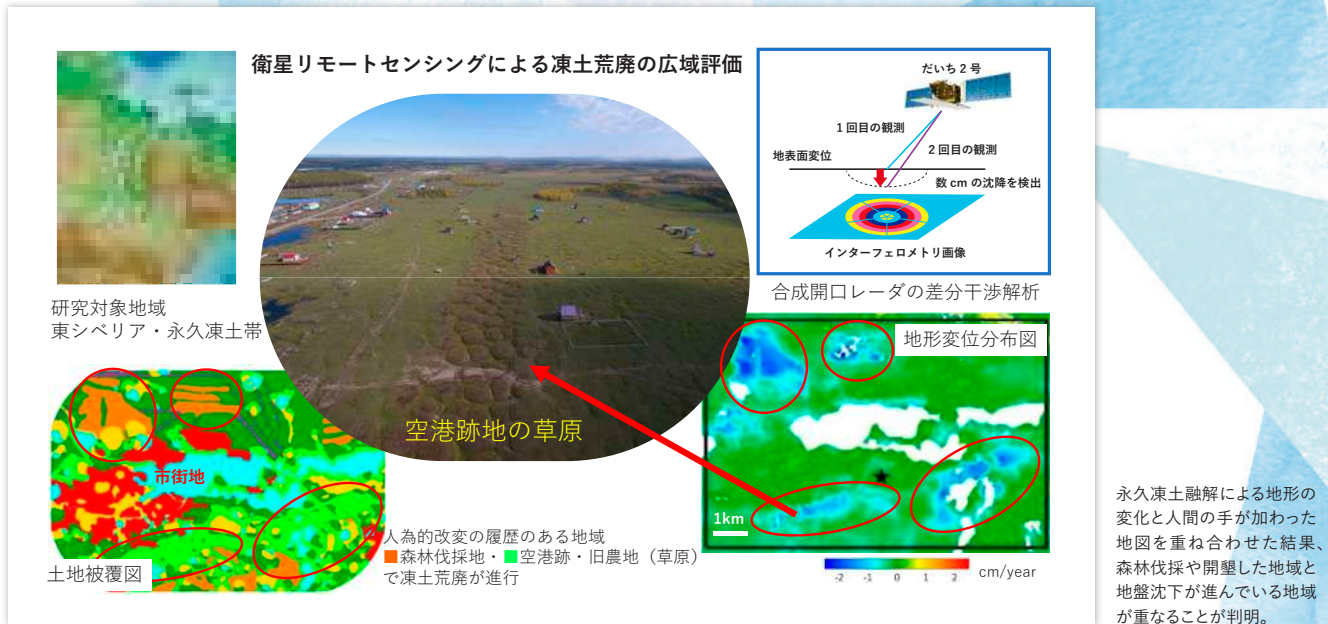 衛星リモートセンシングによる凍土荒廃の広域評価
研究対象地域
東シベリア・永久凍土帯
空港跡地の草原
だいち2号
1回目の観測
2回目の観測
地表面変位
数cmの沈降を検出
インターフェロメトリ画像
合成開口レーダの差分干渉解析
地形変位分布図
1km
-2 -1 0 1 2 cm/year
市街地
土地被覆図
人為的改変の履歴のある地域
■森林伐採地・■空港跡・旧農地（草原）
で凍土荒廃が進行
永久凍土融解による地形の
変化と人間の手が加わった
地図を重ね合わせた結果、
森林伐採や開墾した地域と
地盤沈下が進んでいる地域
が重なることが判明。